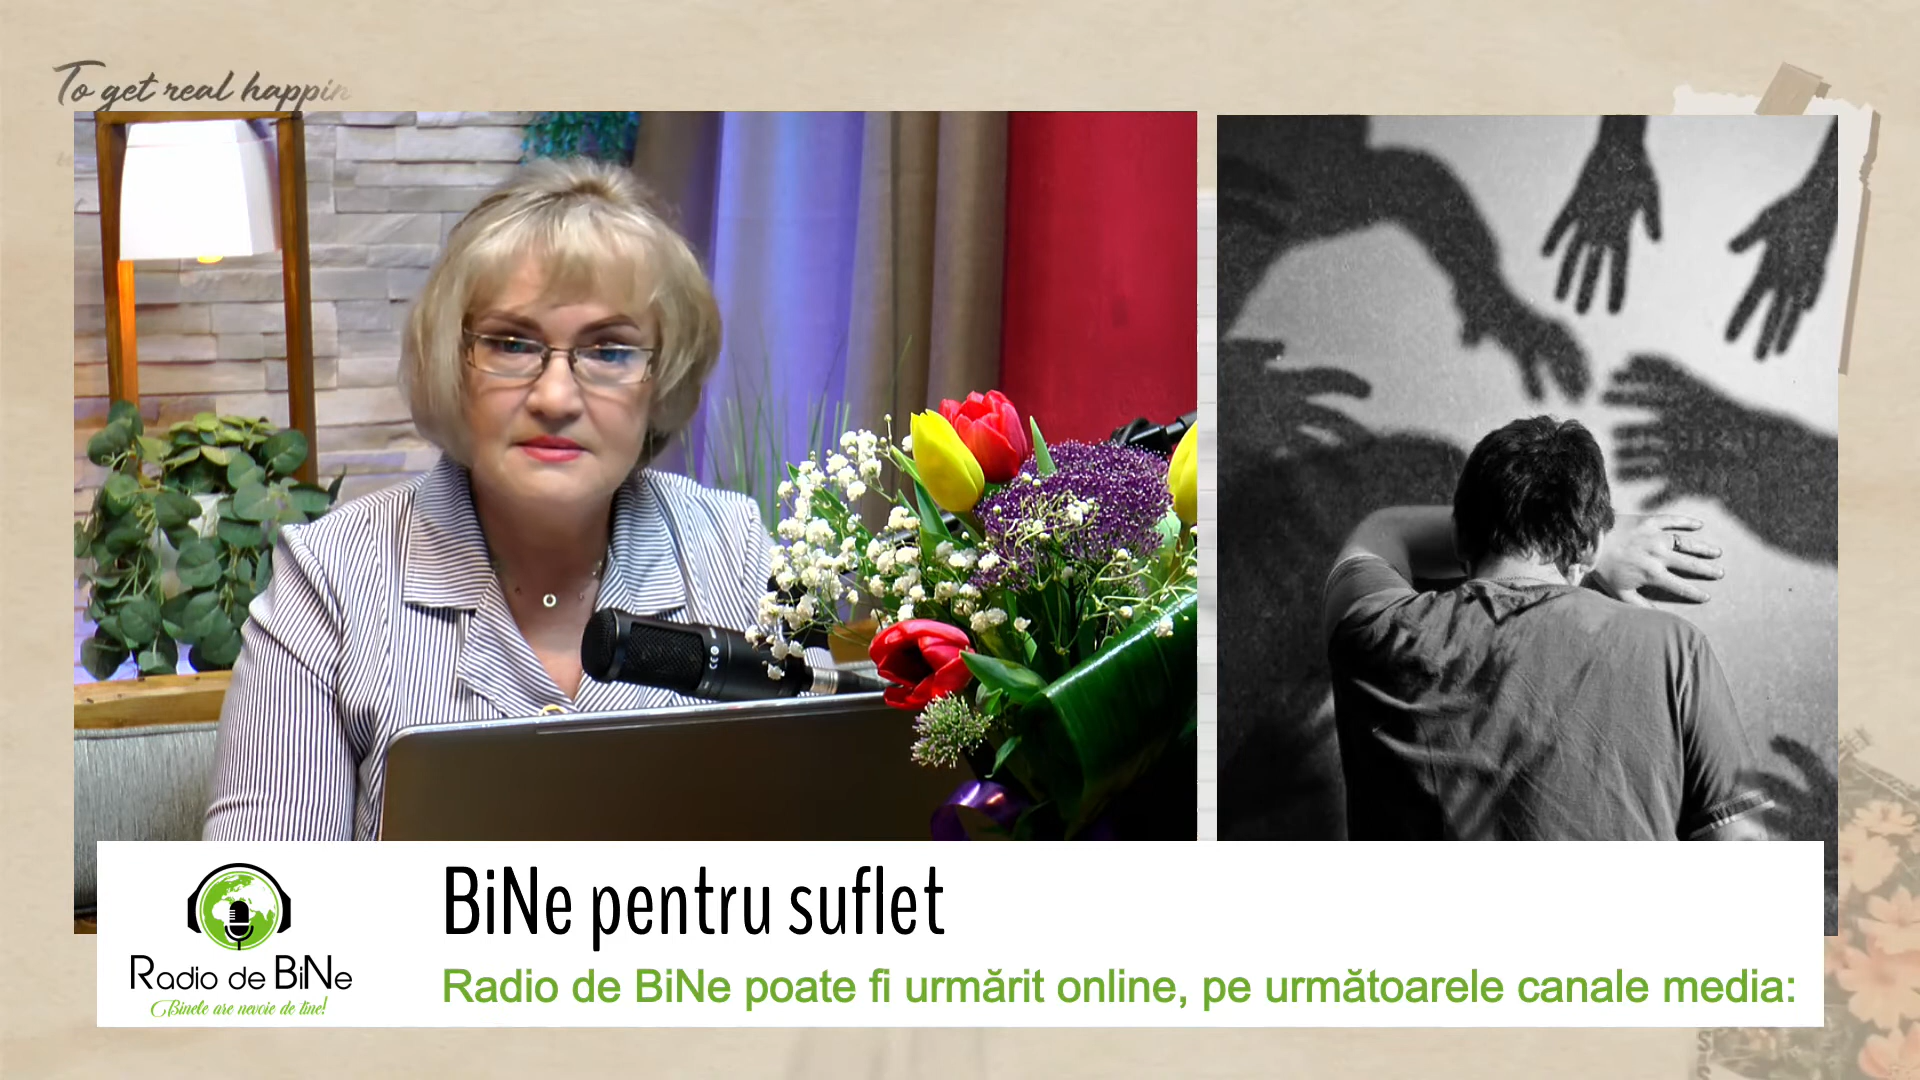 To get real happin
BiNe pentru suflet
Radio de BiNe
Binele are nevoie de tine!
Radio de BiNe poate fi urmărit online, pe următoarele canale media: